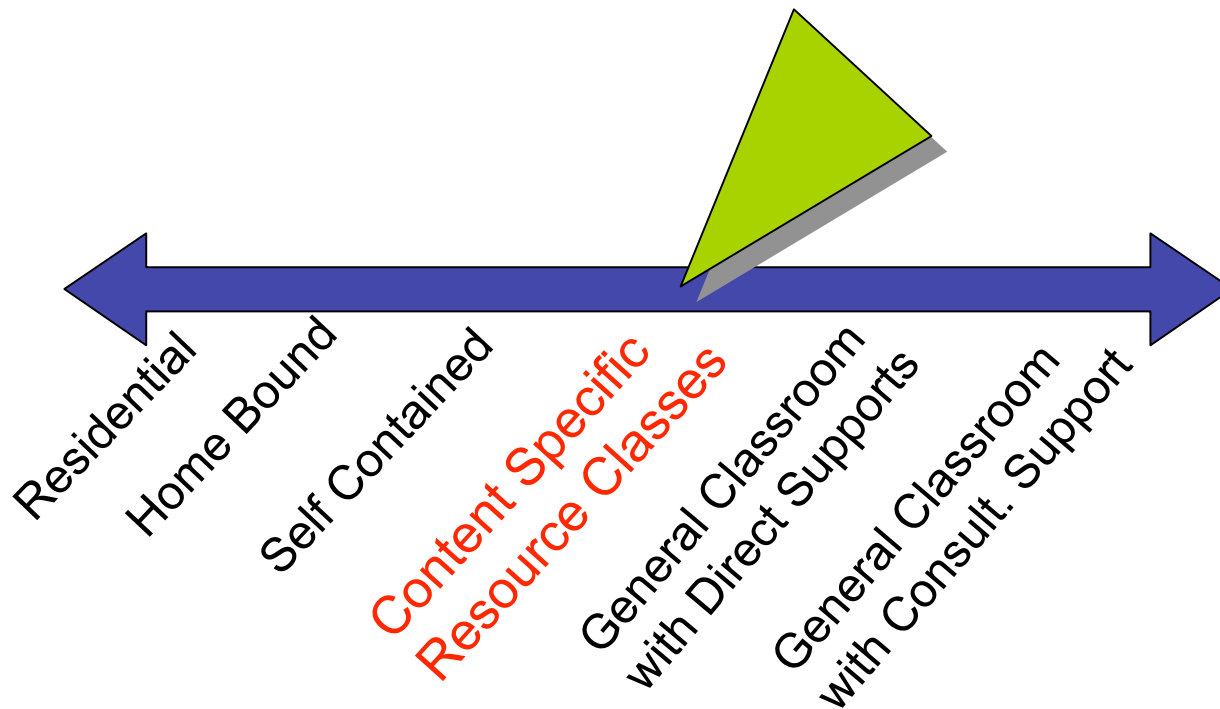 Residential
Home Bound
Self Contained
Content Specific
Resource Classes
General Classroom
with Direct Supports
General Classroom
with Consult. Support